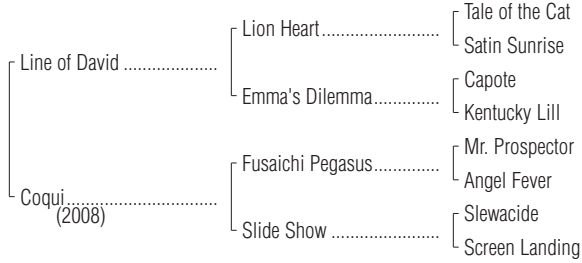 Tale of the Cat
Lion Heart
Satin Sunrise
Line of David
Capote
Emma's Dilemma
Kentucky Lill
Mr. Prospector
Fusaichi Pegasus
Angel Fever
Coqui
(2008)
Slewacide
Slide Show
Screen Landing